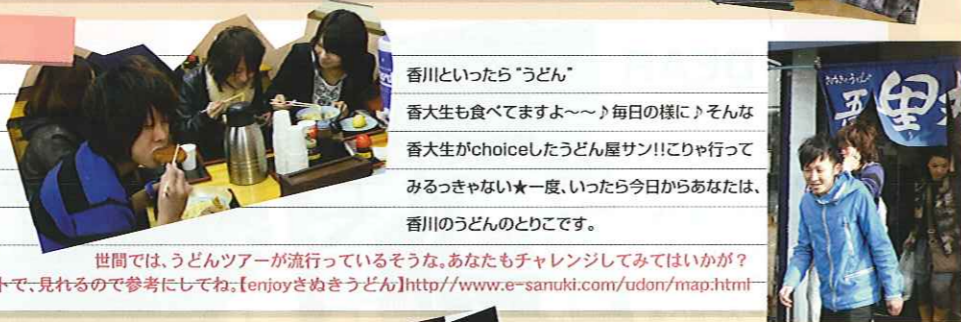 香川といったら“うどん”
香大生も食べてますよ～～♪毎日の様に♪そんな
香大生がchoiceしたうどん屋サン!!こりゃ行って
みるっきゃない★一度、いったら今日からあなたは、
香川のうどんのとりこです。
世間では、うどんツアーが流行っているそうな。あなたもチャレンジしてみてはいかが？
トで、見れるので参考にしてね。【enjoyさぬきうどん】http//www.e-sanuki.com/udon/map.html
さぬきうどん
里